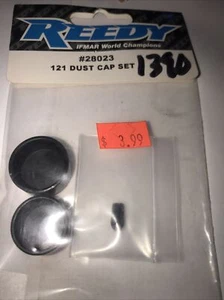 REEDY
IFMAR World Champions
#28023
121 DUST CAP SET
1380
$ 3.99